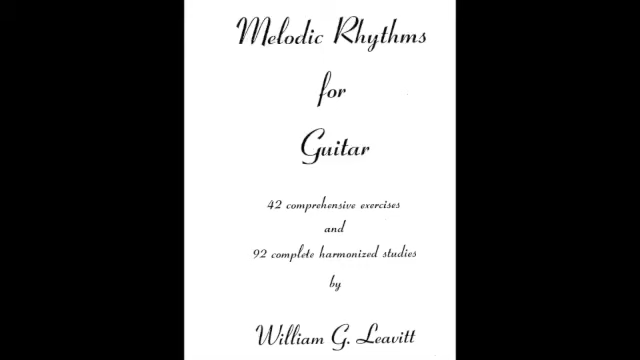 Melodic Rhythms
for
Guitar
42 comprehensive exercises
and
92 complete harmonized studies
by
William G. Leavitt